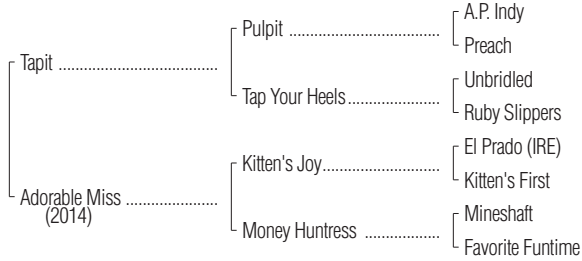 A.P. Indy
Pulpit ...............................
Preach
Tapit ....................................
Unbridled
Tap Your Heels.....................
Ruby Slippers
El Prado (IRE)
Kitten's Joy..........................
Kitten's First
Adorable Miss .....................
(2014)
Mineshaft
Money Huntress .................
Favorite Funtime